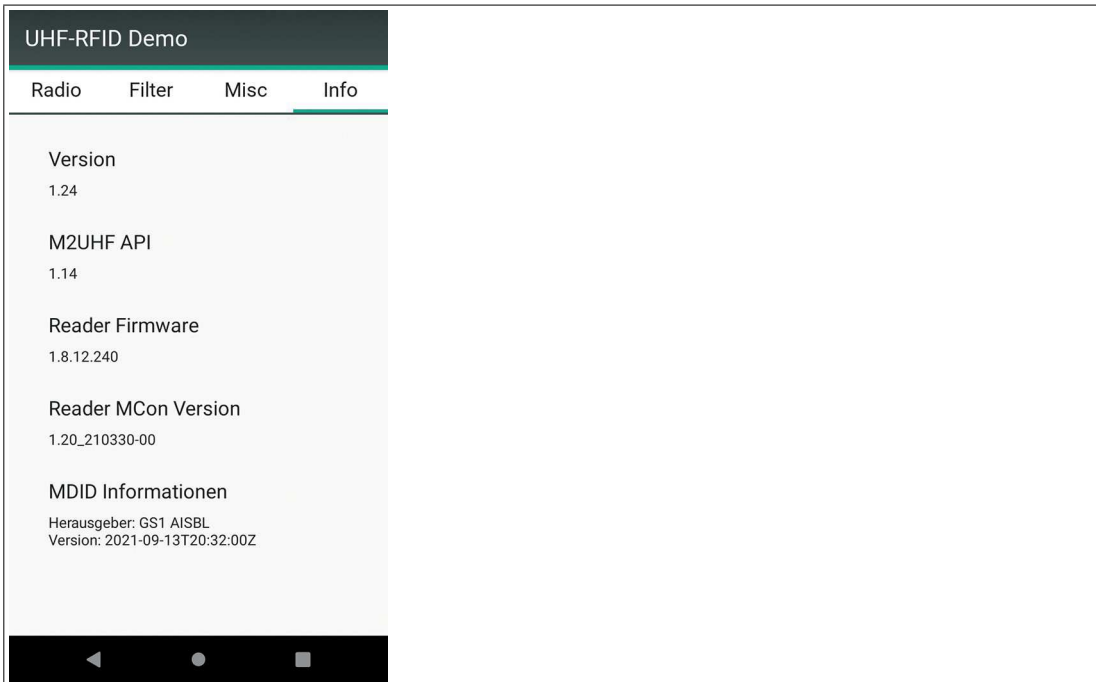 UHF-RFID Demo
Radio Filter Misc Info
Version
1.24
M2UHF API
1.14
Reader Firmware
1.8.12.240
Reader MCon Version
1.20_210330-00
MDID Informationen
Herausgeber: GS1 AISBL
Version: 2021-09-13T20:32:00Z